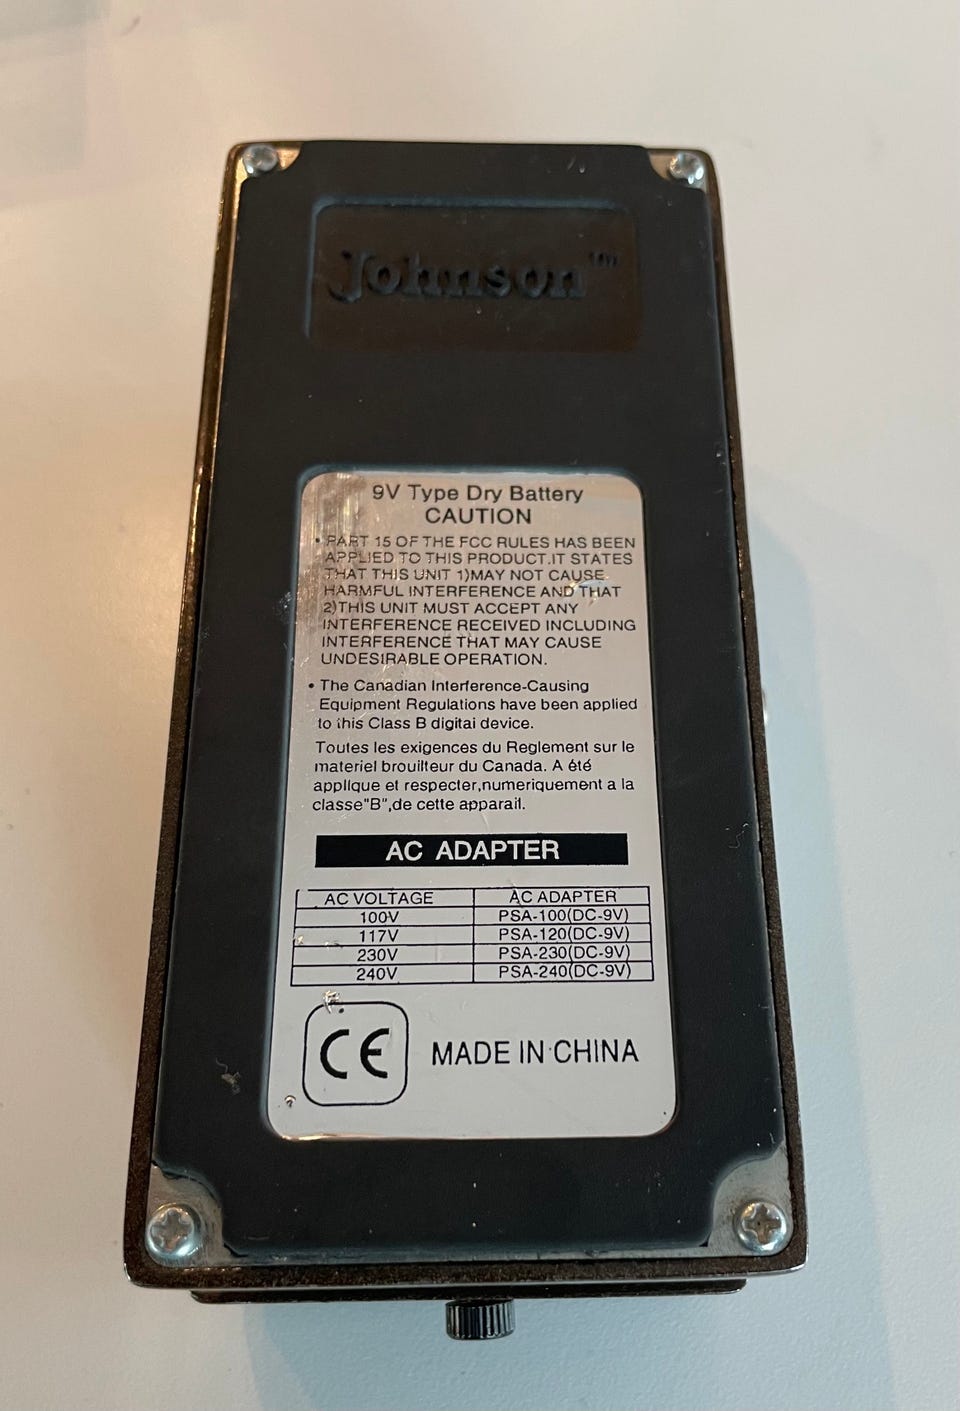 Johnson™
9V Type Dry Battery
CAUTION
• PART 15 OF THE FCC RULES HAS BEEN
APPLIED TO THIS PRODUCT.IT STATES
THAT THIS UNIT 1)MAY NOT CAUSE
HARMFUL INTERFERENCE AND THAT
2)THIS UNIT MUST ACCEPT ANY
INTERFERENCE RECEIVED INCLUDING
INTERFERENCE THAT MAY CAUSE
UNDESIRABLE OPERATION.
• The Canadian Interference-Causing
Equipment Regulations have been applied
to this Class B digital device.
Toutes les exigences du Reglement sur le
materiel brouilteur du Canada. A été
applique et respecter,numeriquement a la
classe"B",de cette apparail.
AC ADAPTER
AC VOLTAGE AC ADAPTER
100V PSA-100(DC-9V)
117V PSA-120(DC-9V)
230V PSA-230(DC-9V)
240V PSA-240(DC-9V)
CE MADE IN CHINA